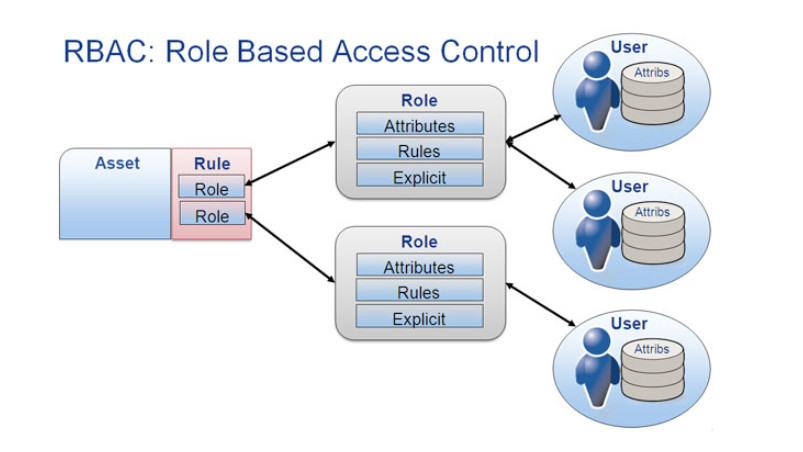 RBAC: Role Based Access Control
Asset
Rule
Role
Role
Role
Attributes
Rules
Explicit
Role
Attributes
Rules
Explicit
User
Attribs
User
Attribs
User
Attribs